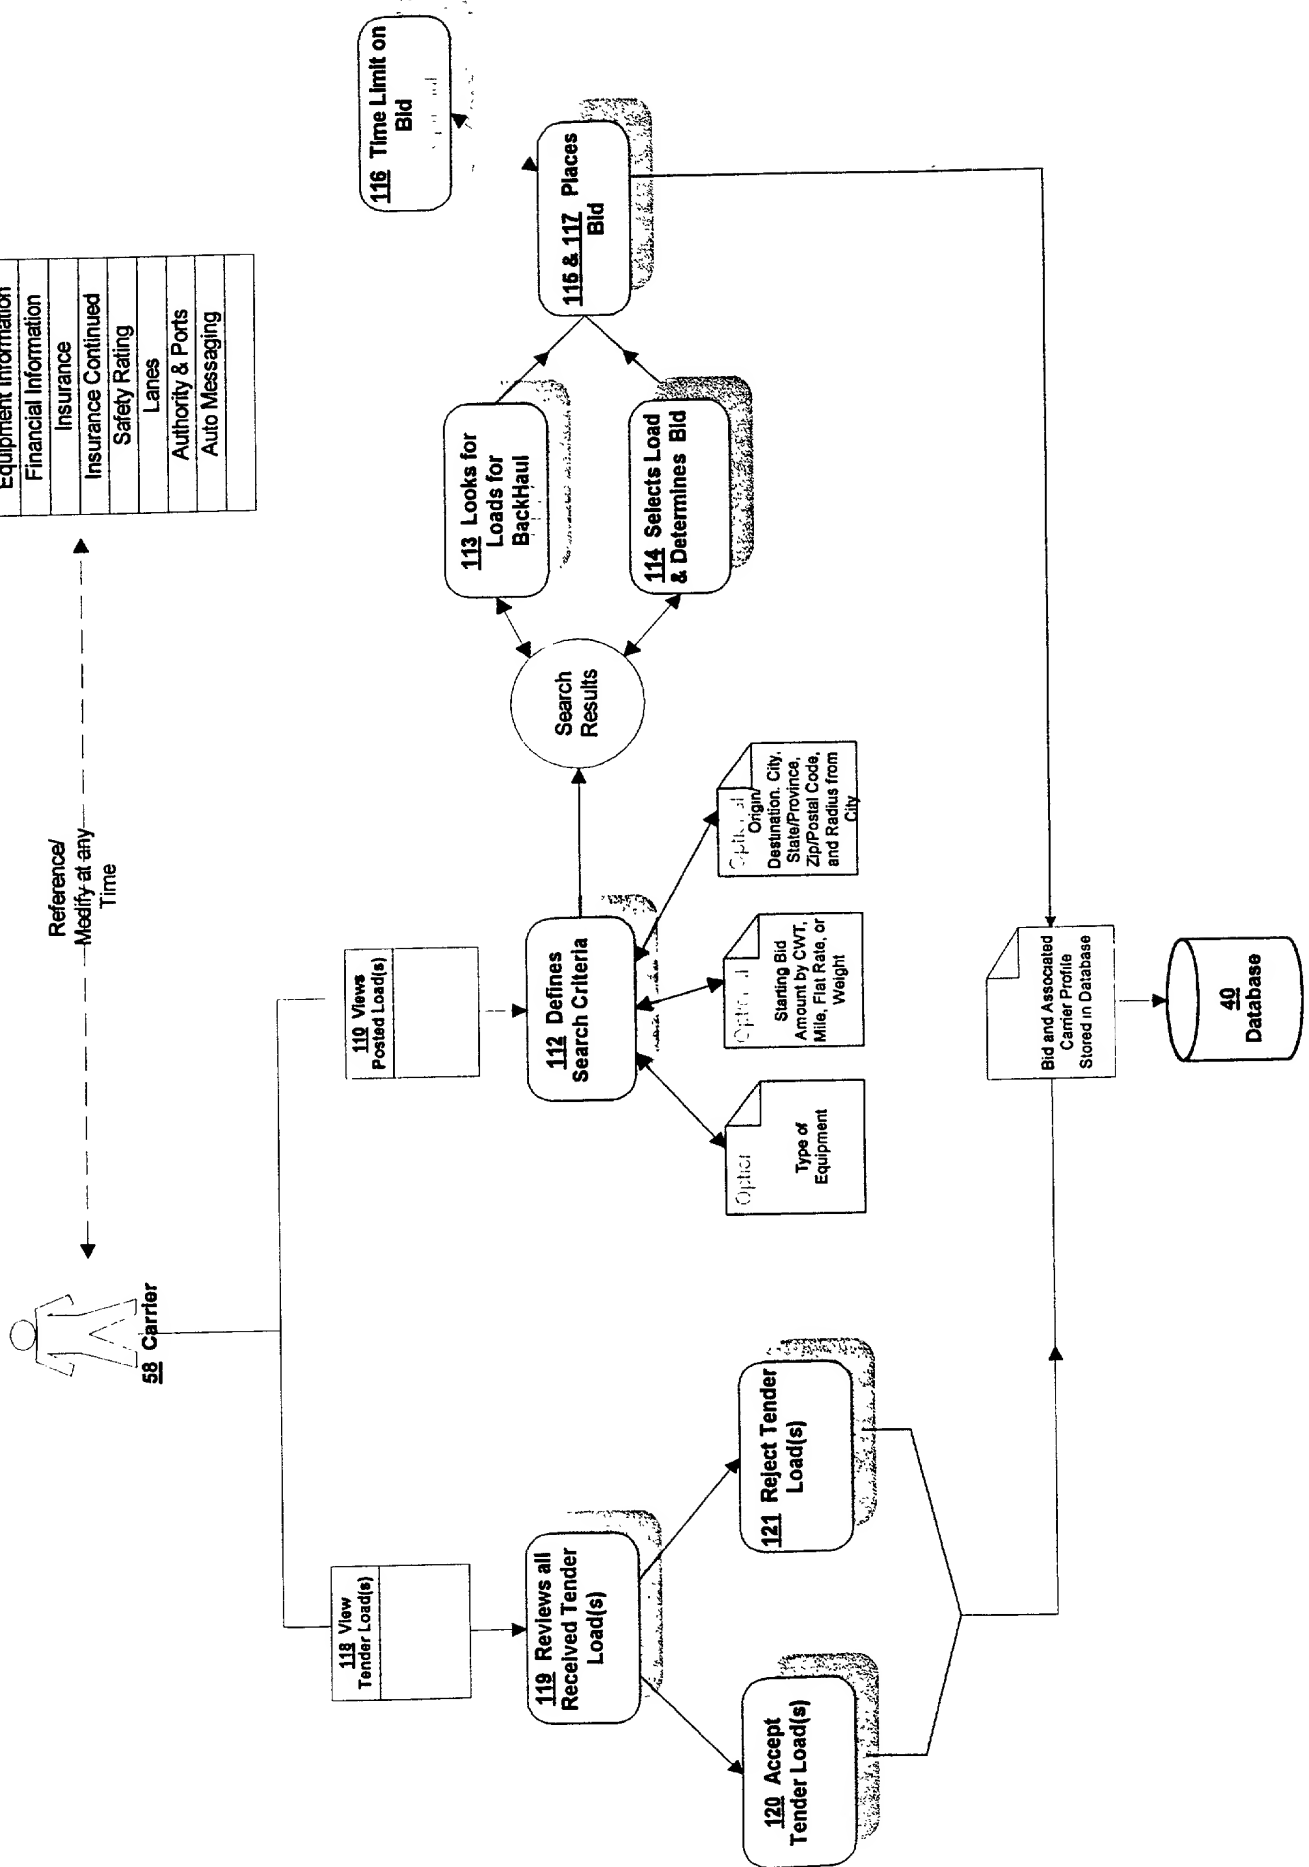 Equipment Information
Financial Information
Insurance
Insurance Continued
Safety Rating
Lanes
Authority & Ports
Auto Messaging
Reference/
Modify at any
Time
58 Carrier
118 View
Tender Load(s)
110 Views
Posted Load(s)
116 Time Limit on
Bid
119 Reviews all
Received Tender
Load(s)
112 Defines
Search Criteria
Search
Results
113 Looks for
Loads for
BackHaul
114 Selects Load
& Determines Bid
115 & 117 Places
Bid
120 Accept
Tender Load(s)
121 Reject Tender
Load(s)
Type of
Equipment
Starting Bid
Amount by CWT,
Mile, Flat Rate, or
Weight
Origin/
Destination. City,
State/Province,
Zip/Postal Code,
and Radius from
City
Bid and Associated
Carrier Profile
Stored in Database
40
Database